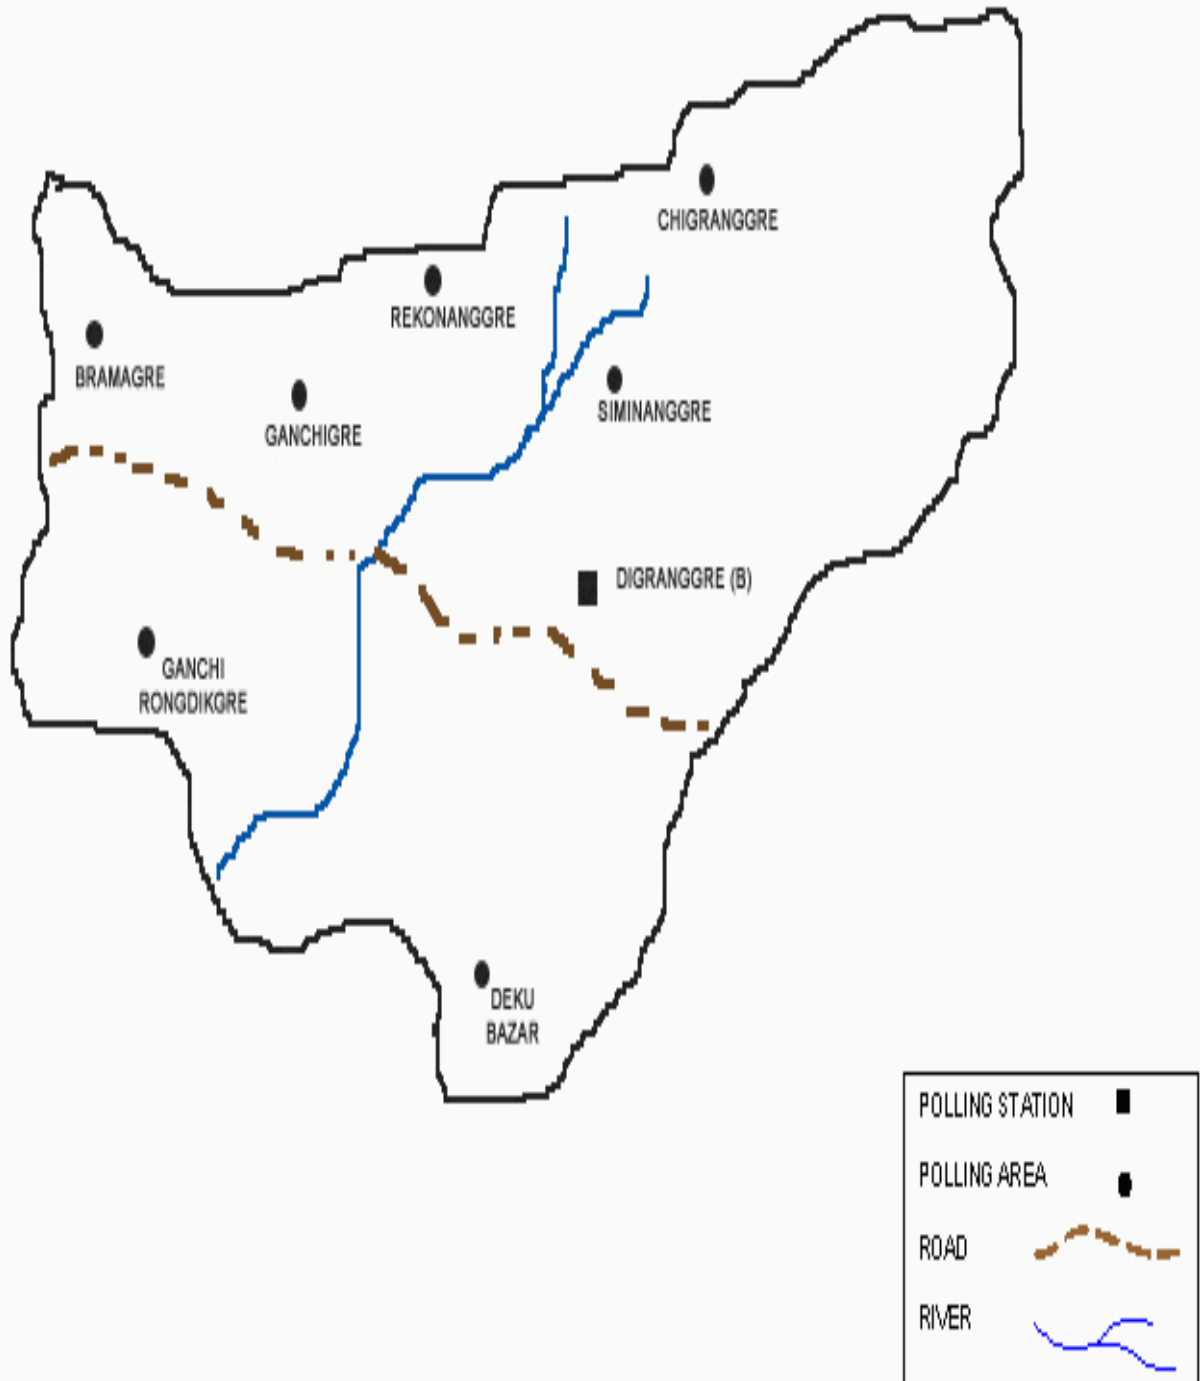 CHIGRANGGRE
REKONANGGRE
BRAMAGRE
SIMINANGGRE
GANCHIGRE
DIGRANGGRE (B)
GANCHI
RONGDIKGRE
DEKU
BAZAR
POLLING STATION
POLLING AREA
ROAD
RIVER